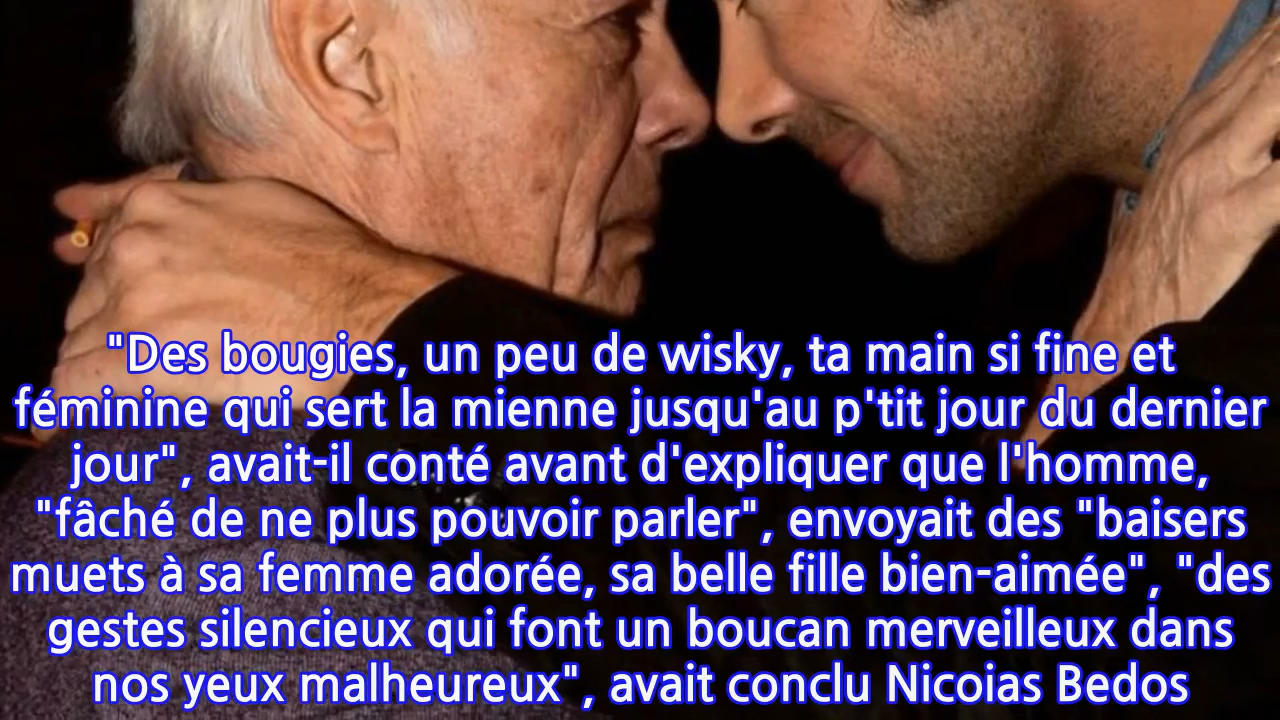 "Des bougies, un peu de wisky, ta main si fine et
féminine qui sert la mienne jusqu'au p'tit jour du dernier
jour", avait-il conté avant d'expliquer que l'homme,
"fâché de ne plus pouvoir parler", envoyait des "baisers
muets à sa femme adorée, sa belle fille bien-aimée", "des
gestes silencieux qui font un boucan merveilleux dans
nos yeux malheureux", avait conclu Nicoias Bedos